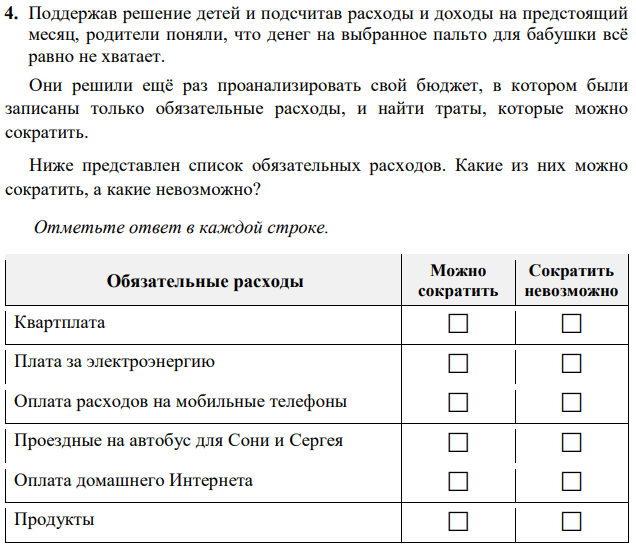 4. Поддержав решение детей и подсчитав расходы и доходы на предстоящий
месяц, родители поняли, что денег на выбранное пальто для бабушки всё
равно не хватает.
Они решили ещё раз проанализировать свой бюджет, в котором были
записаны только обязательные расходы, и найти траты, которые можно
сократить.
Ниже представлен список обязательных расходов. Какие из них можно
сократить, а какие невозможно?
Отметьте ответ в каждой строке.
Обязательные расходы
Можно
сократить
Сократить
невозможно
Квартплата
Плата за электроэнергию
Оплата расходов на мобильные телефоны
Проездные на автобус для Сони и Сергея
Оплата домашнего Интернета
Продукты